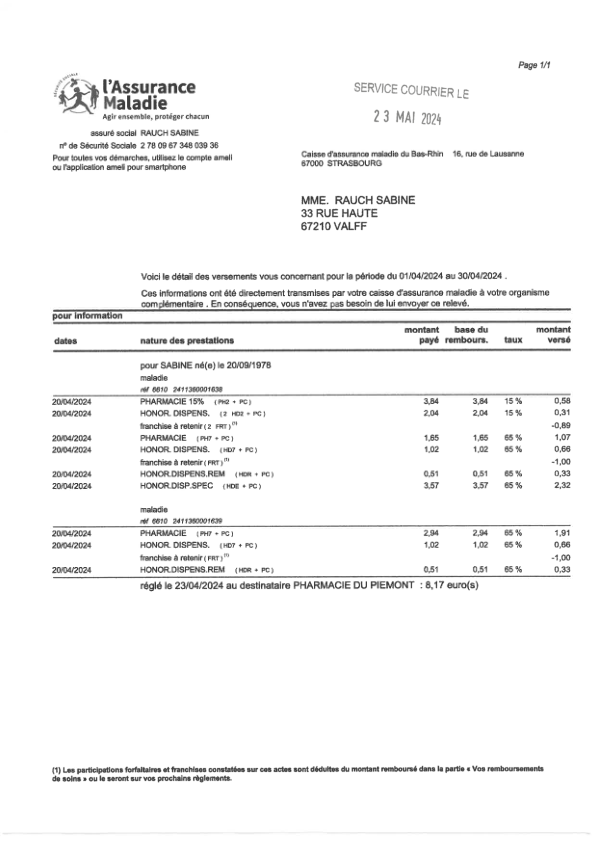 Page 1/1
SÉCURITÉ SOCIALE
l'Assurance
Maladie
Agir ensemble, protéger chacun
SERVICE COURRIER LE
23 MAI 2024
assuré social RAUCH SABINE
n° de Sécurité Sociale 2 78 09 67 348 039 36
Pour toutes vos démarches, utilisez le compte ameli
ou l'application ameli pour smartphone
Caisse d'assurance maladie du Bas-Rhin 16, rue de Lausanne
67000 STRASBOURG
MME. RAUCH SABINE
33 RUE HAUTE
67210 VALFF
Voici le détail des versements vous concernant pour la période du 01/04/2024 au 30/04/2024 .
Ces informations ont été directement transmises par votre caisse d'assurance maladie à votre organisme
complémentaire . En conséquence, vous n'avez pas besoin de lui envoyer ce relevé.
pour information
dates nature des prestations montant payé base du rembours. taux montant versé
pour SABINE né(e) le 20/09/1978
maladie
réf 6610 2411360001638
20/04/2024 PHARMACIE 15% ( PH2 + PC ) 3,84 3,84 15 % 0,58
20/04/2024 HONOR. DISPENS. ( 2 HD2 + PC ) 2,04 2,04 15 % 0,31
franchise à retenir ( 2 FRT ) (1) -0,89
20/04/2024 PHARMACIE ( PH7 + PC ) 1,65 1,65 65 % 1,07
20/04/2024 HONOR. DISPENS. ( HD7 + PC ) 1,02 1,02 65 % 0,66
franchise à retenir ( FRT ) (1) -1,00
20/04/2024 HONOR.DISPENS.REM ( HDR + PC ) 0,51 0,51 65 % 0,33
20/04/2024 HONOR.DISP.SPEC ( HDE + PC ) 3,57 3,57 65 % 2,32
maladie
réf 6610 2411360001639
20/04/2024 PHARMACIE ( PH7 + PC ) 2,94 2,94 65 % 1,91
20/04/2024 HONOR. DISPENS. ( HD7 + PC ) 1,02 1,02 65 % 0,66
franchise à retenir ( FRT ) (1) -1,00
20/04/2024 HONOR.DISPENS.REM ( HDR + PC ) 0,51 0,51 65 % 0,33
réglé le 23/04/2024 au destinataire PHARMACIE DU PIEMONT : 8,17 euro(s)
(1) Les participations forfaitaires et franchises constatées sur ces actes sont déduites du montant remboursé dans la partie « Vos remboursements
de soins » ou le seront sur vos prochains règlements.